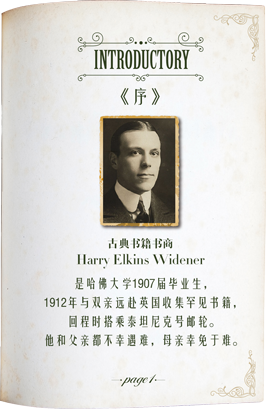 INTRODUCTORY
《序》
古典书籍书商
Harry Elkins Widener
是哈佛大学1907届毕业生，
1912年与双亲远赴英国收集罕见书籍，
回程时搭乘泰坦尼克号邮轮。
他和父亲都不幸遇难，母亲幸免于难。
page 1